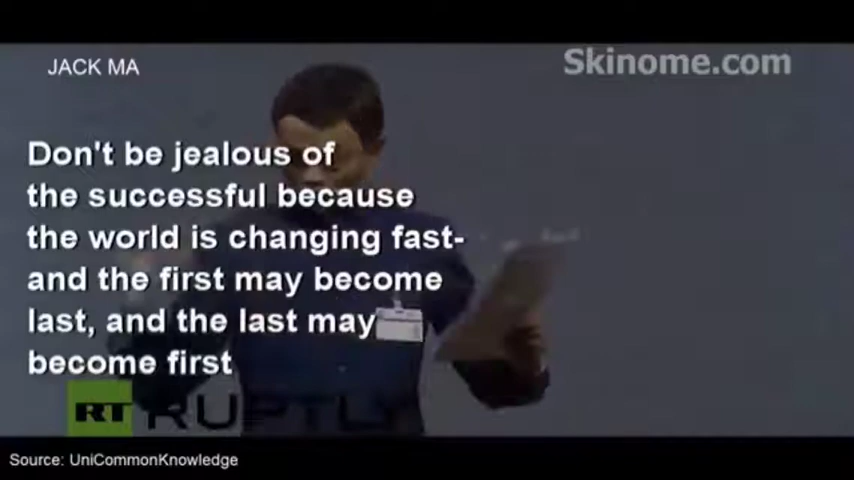 JACK MA
Skinome.com
Don't be jealous of
the successful because
the world is changing fast-
and the first may become
last, and the last may
become first
RT RUPTLY
Source: UniCommonKnowledge